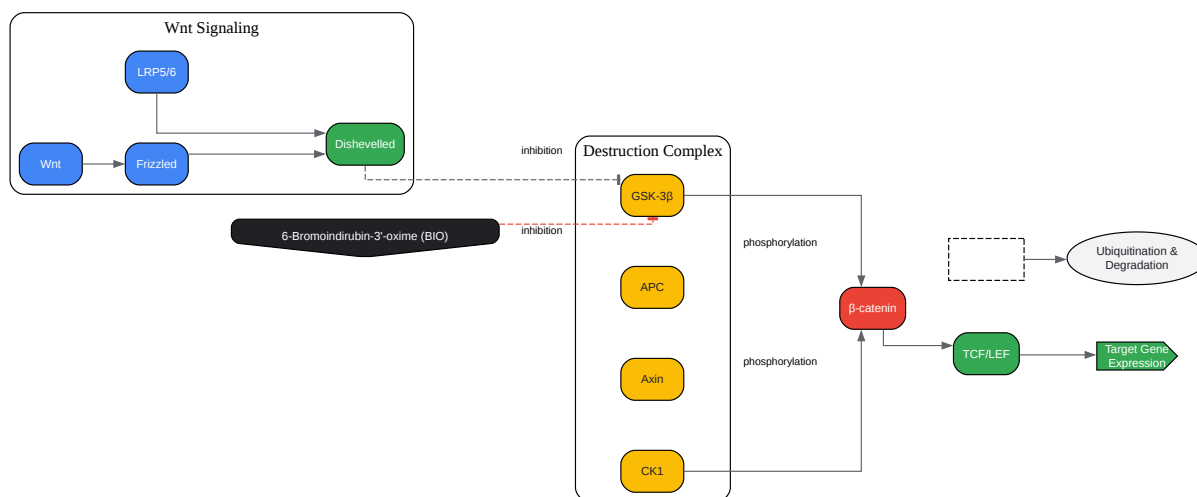 Wnt Signaling
LRP5/6
Wnt
Frizzled
Dishevelled
inhibition
6-Bromoindirubin-3'-oxime (BIO)
inhibition
Destruction Complex
GSK-3β
APC
Axin
CK1
phosphorylation
phosphorylation
β-catenin
Ubiquitination &
Degradation
TCF/LEF
Target Gene
Expression